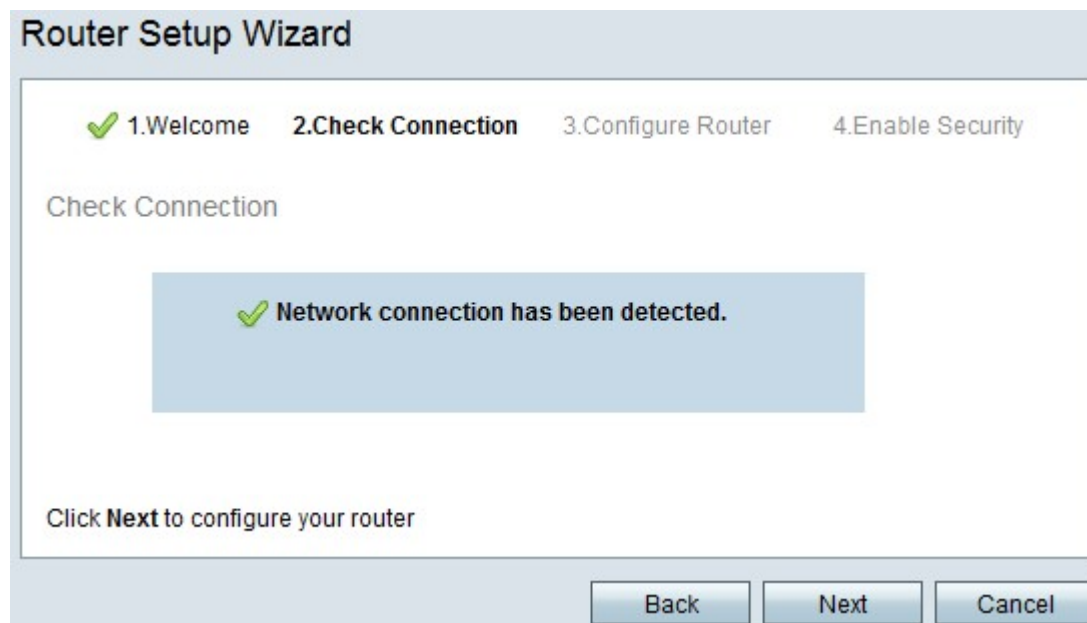 Router Setup Wizard
1.Welcome 2.Check Connection 3.Configure Router 4.Enable Security
Check Connection
Network connection has been detected.
Click Next to configure your router
Back Next Cancel